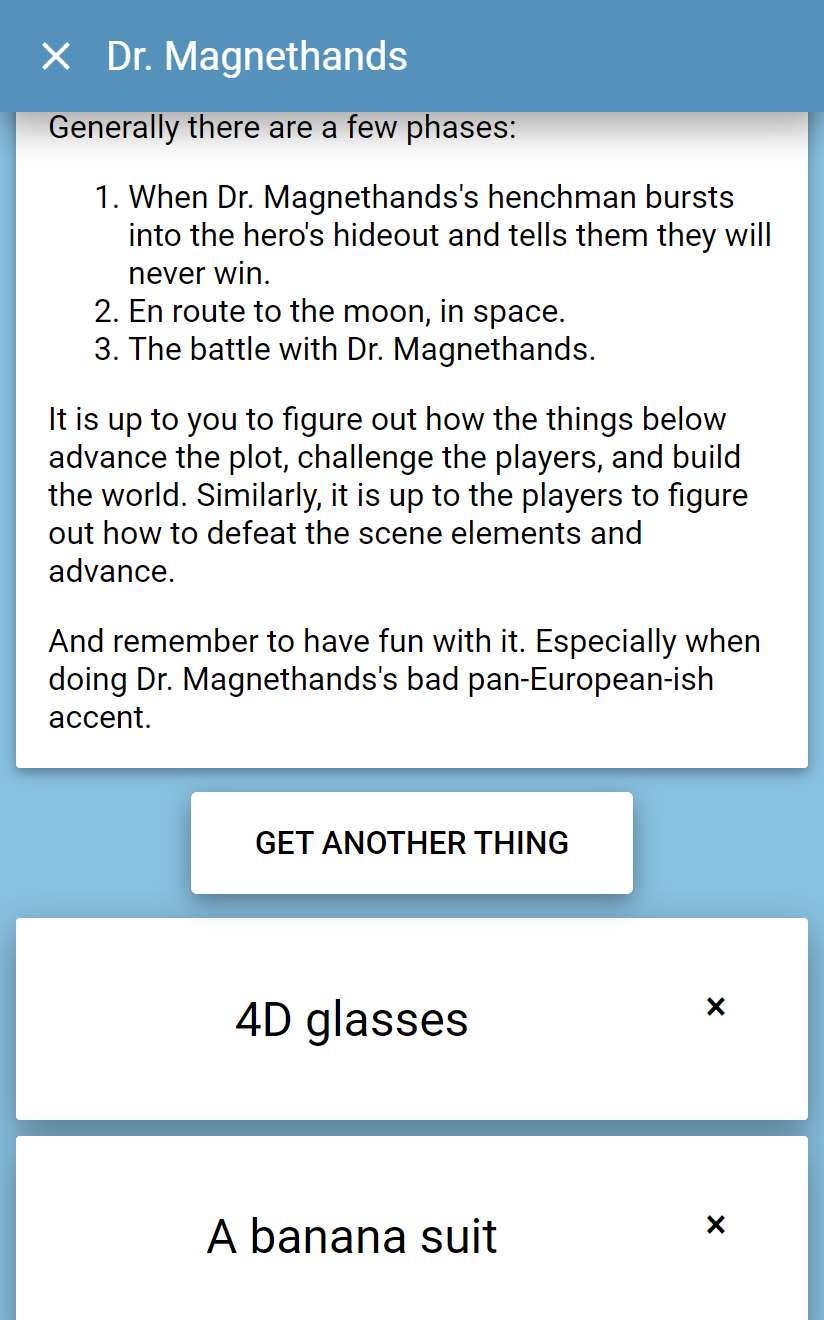 Dr. Magnethands
Generally there are a few phases:
1. When Dr. Magnethands's henchman bursts
into the hero's hideout and tells them they will
never win.
2. En route to the moon, in space.
3. The battle with Dr. Magnethands.
It is up to you to figure out how the things below
advance the plot, challenge the players, and build
the world. Similarly, it is up to the players to figure
out how to defeat the scene elements and
advance.
And remember to have fun with it. Especially when
doing Dr. Magnethands's bad pan-European-ish
accent.
GET ANOTHER THING
4D glasses
A banana suit